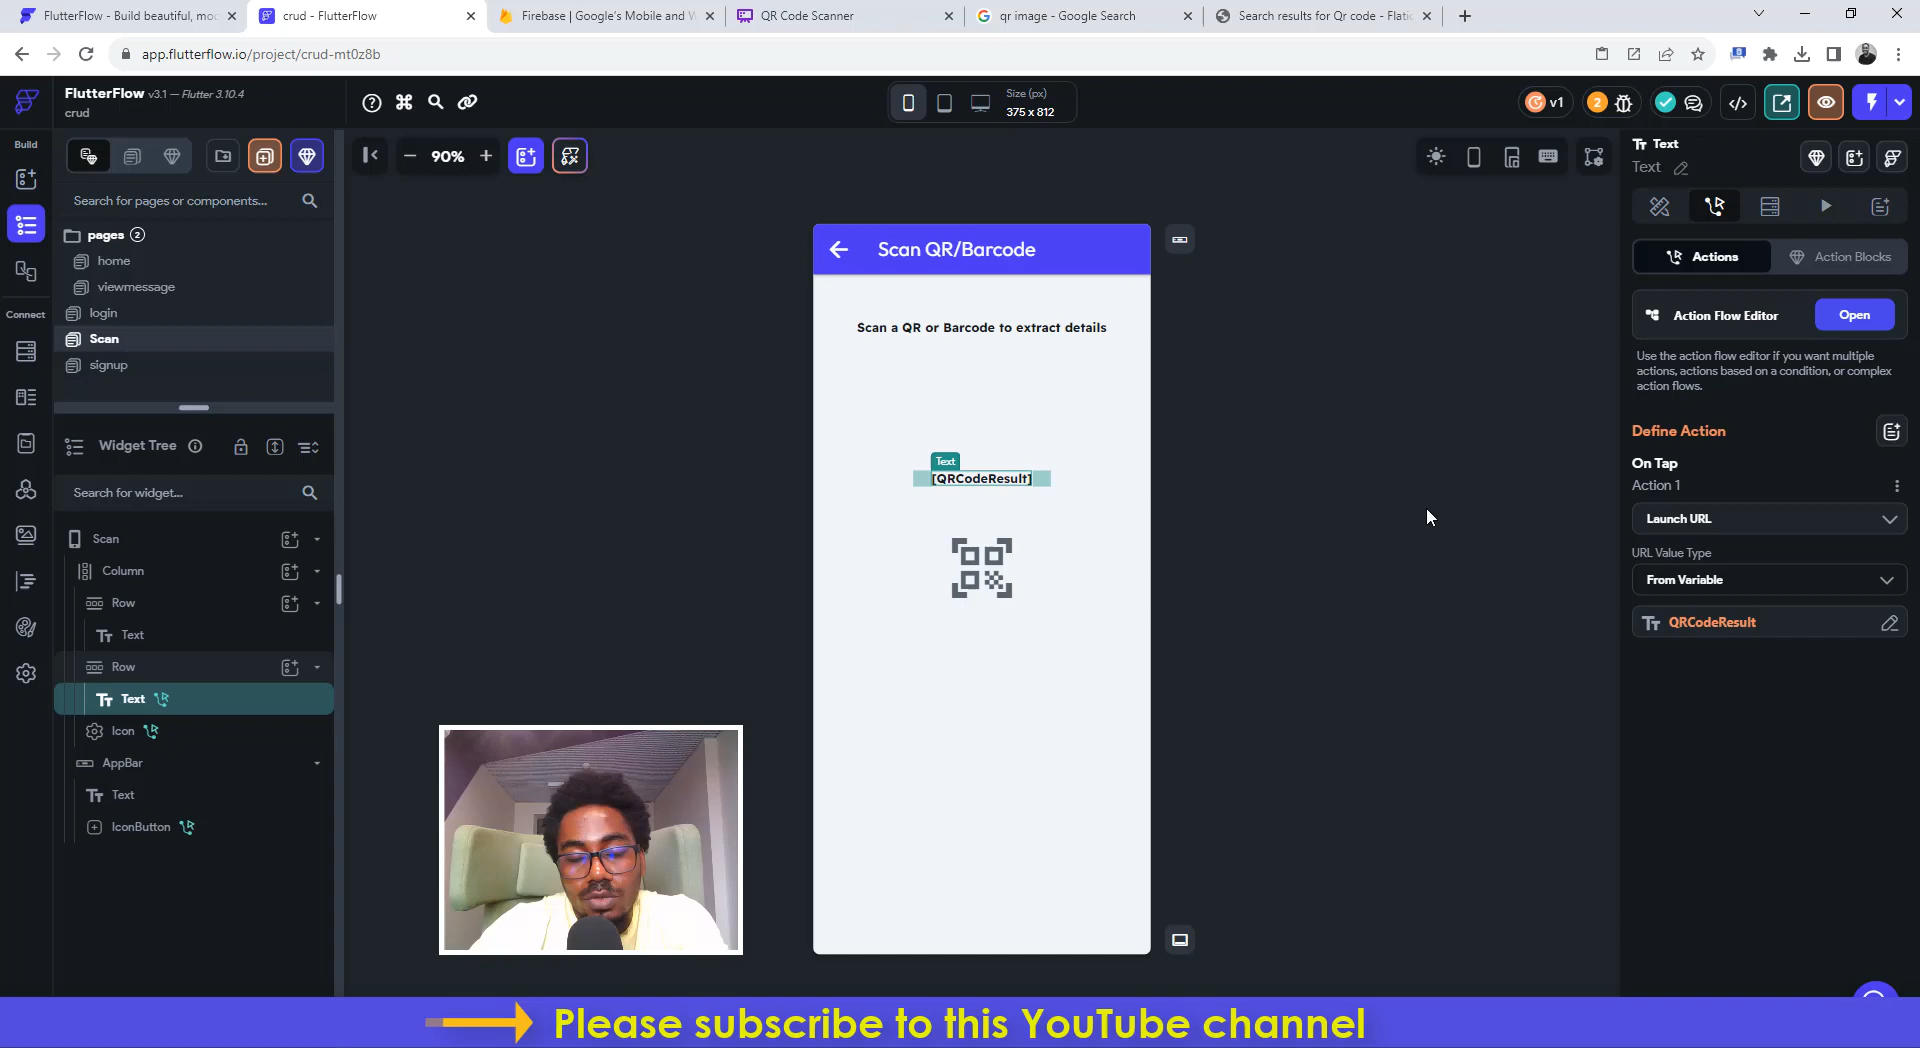 FlutterFlow - Build beautiful, moc
crud - FlutterFlow
Firebase | Google's Mobile and W
QR Code Scanner
qr image - Google Search
Search results for Qr code - Flatic
app.flutterflow.io/project/crud-mt0z8b
FlutterFlow v3.1 — Flutter 3.10.4
crud
Size (px)
375 x 812
v1
2
Build
90%
Search for pages or components...
pages 2
home
viewmessage
Connect
login
Scan
signup
Widget Tree
Search for widget...
Scan
Column
Row
Text
Row
Text
Icon
AppBar
Text
IconButton
Scan QR/Barcode
Scan a QR or Barcode to extract details
Text
[QRCodeResult]
Text
Text
Actions
Action Blocks
Action Flow Editor
Open
Use the action flow editor if you want multiple
actions, actions based on a condition, or complex
action flows.
Define Action
On Tap
Action 1
Launch URL
URL Value Type
From Variable
QRCodeResult
Please subscribe to this YouTube channel